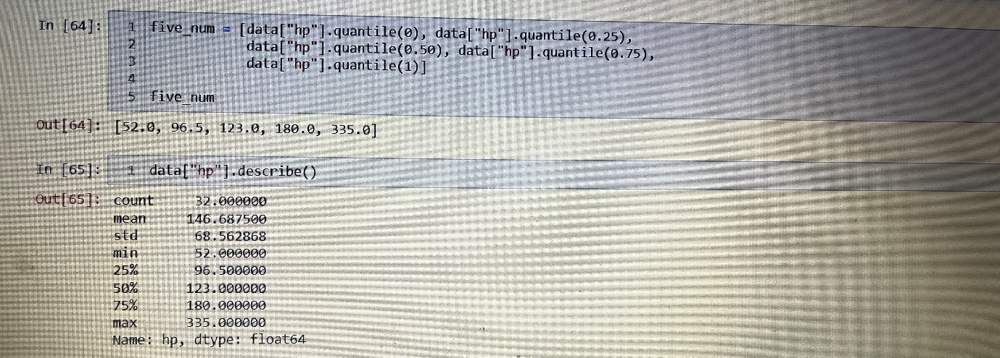 In [64]: 1 five_num = [data["hp"].quantile(0), data["hp"].quantile(0.25),
2 data["hp"].quantile(0.50), data["hp"].quantile(0.75),
3 data["hp"].quantile(1)]
4
5 five_num
Out[64]: [52.0, 96.5, 123.0, 180.0, 335.0]
In [65]: 1 data["hp"].describe()
Out[65]: count 32.000000
mean 146.687500
std 68.562868
min 52.000000
25% 96.500000
50% 123.000000
75% 180.000000
max 335.000000
Name: hp, dtype: float64